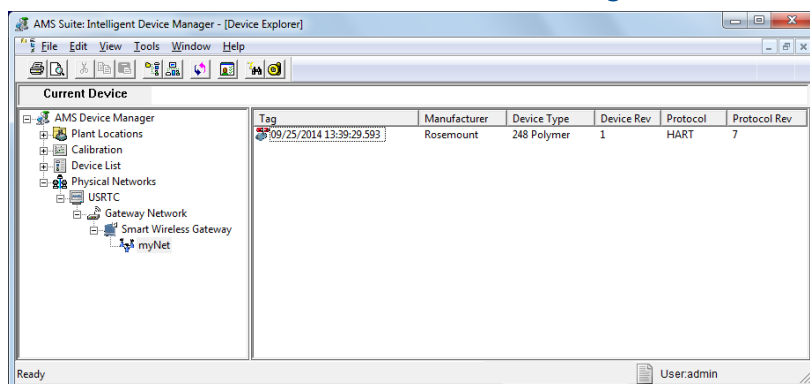 AMS Suite: Intelligent Device Manager - [Device Explorer]
File Edit View Tools Window Help
Current Device
AMS Device Manager
Plant Locations
Calibration
Device List
Physical Networks
USRTC
Gateway Network
Smart Wireless Gateway
myNet
Tag Manufacturer Device Type Device Rev Protocol Protocol Rev
09/25/2014 13:39:29.593 Rosemount 248 Polymer 1 HART 7
Ready User:admin